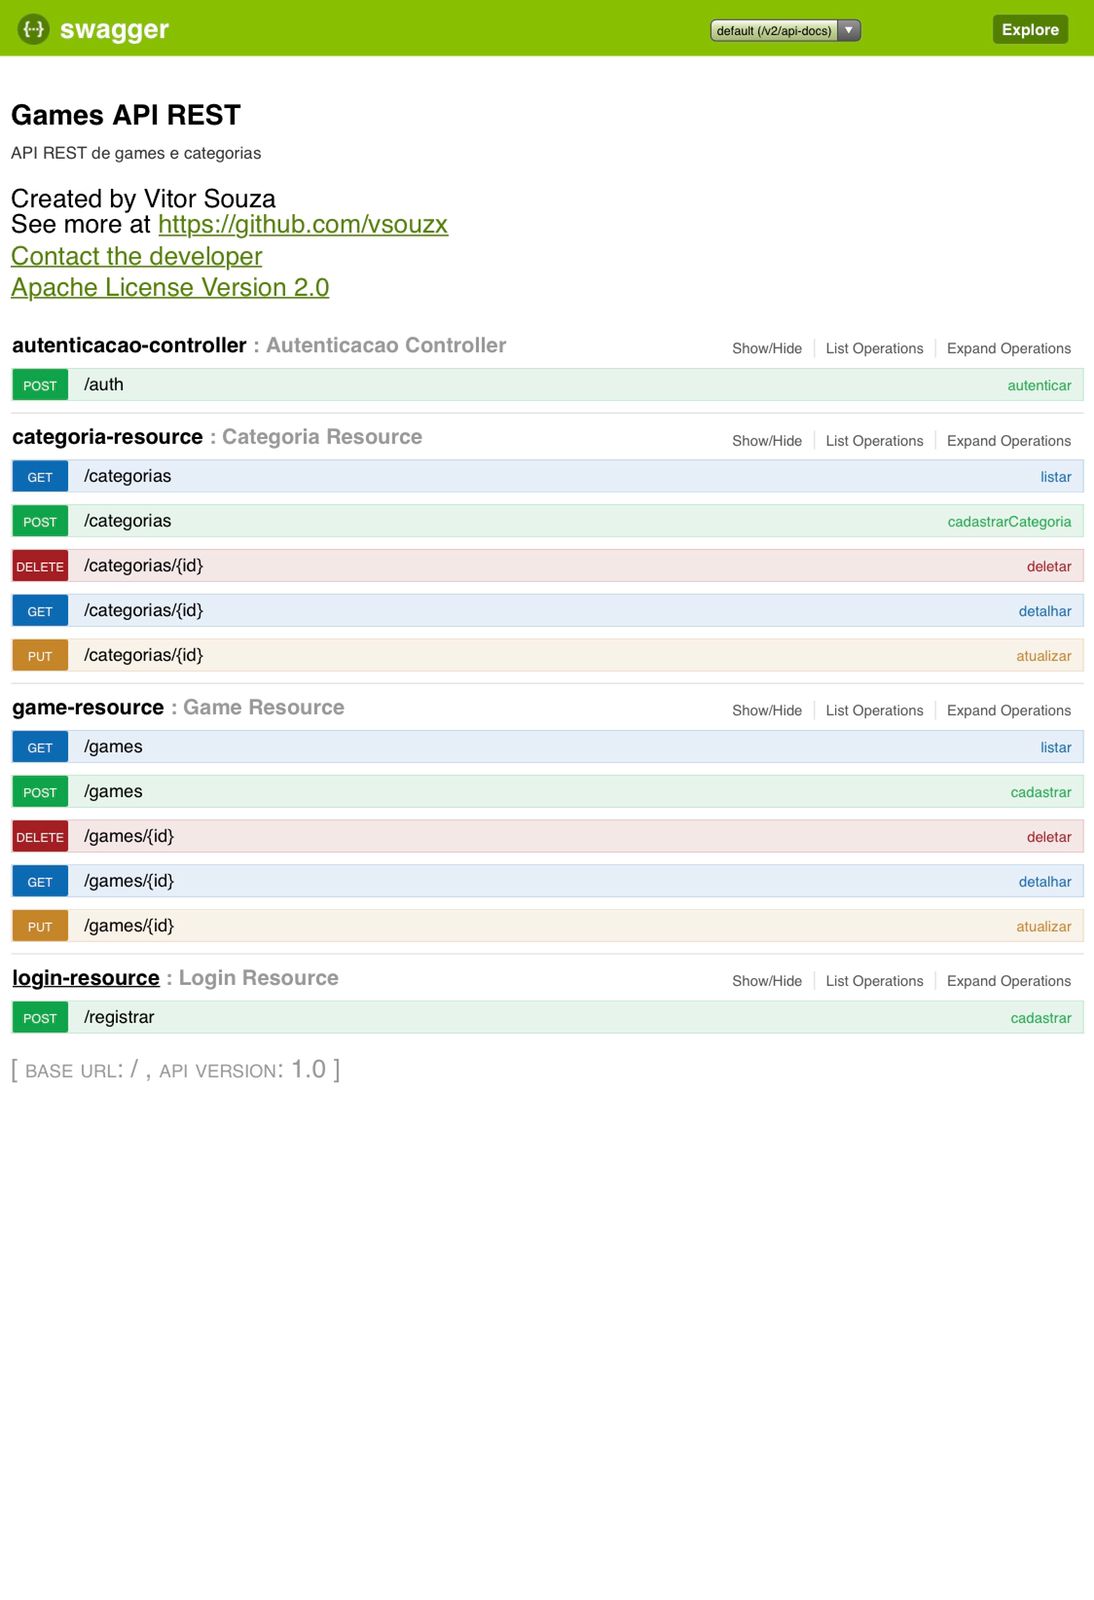 {···} swagger default (/v2/api-docs) Explore
Games API REST
API REST de games e categorias
Created by Vitor Souza
See more at https://github.com/vsouzx
Contact the developer
Apache License Version 2.0
autenticacao-controller : Autenticacao Controller Show/Hide List Operations Expand Operations
POST /auth autenticar
categoria-resource : Categoria Resource Show/Hide List Operations Expand Operations
GET /categorias listar
POST /categorias cadastrarCategoria
DELETE /categorias/{id} deletar
GET /categorias/{id} detalhar
PUT /categorias/{id} atualizar
game-resource : Game Resource Show/Hide List Operations Expand Operations
GET /games listar
POST /games cadastrar
DELETE /games/{id} deletar
GET /games/{id} detalhar
PUT /games/{id} atualizar
login-resource : Login Resource Show/Hide List Operations Expand Operations
POST /registrar cadastrar
[ BASE URL: / , API VERSION: 1.0 ]